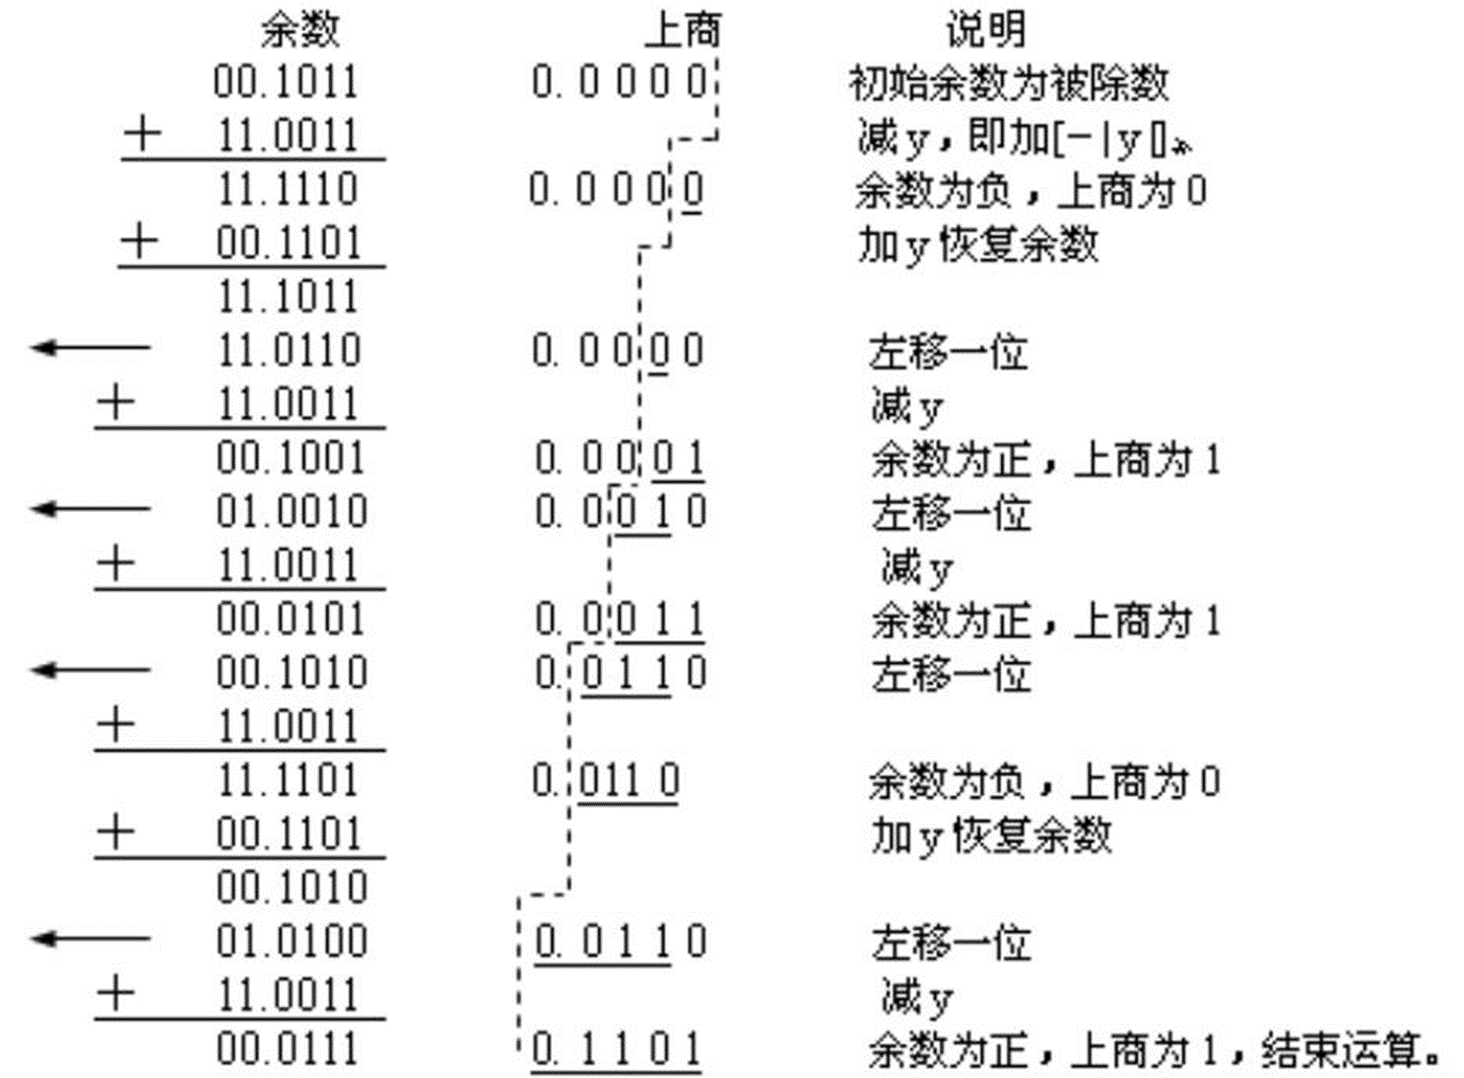 余数 上商 说明
00.1011 0. 0 0 0 0 初始余数为被除数
+ 11.0011 减 y，即加[-|y|]
11.1110 0. 0 0 0 0 余数为负，上商为 0
+ 00.1101 加 y 恢复余数
11.1011
11.0110 0. 0 0 0 0 左移一位
+ 11.0011 减 y
00.1001 0. 0 0 0 1 余数为正，上商为 1
01.0010 0. 0 0 1 0 左移一位
+ 11.0011 减 y
00.0101 0. 0 0 1 1 余数为正，上商为 1
00.1010 0. 0 1 1 0 左移一位
+ 11.0011
11.1101 0. 011 0 余数为负，上商为 0
+ 00.1101 加 y 恢复余数
00.1010
01.0100 0. 0 1 1 0 左移一位
+ 11.0011 减 y
00.0111 0. 1 1 0 1 余数为正，上商为 1，结束运算。